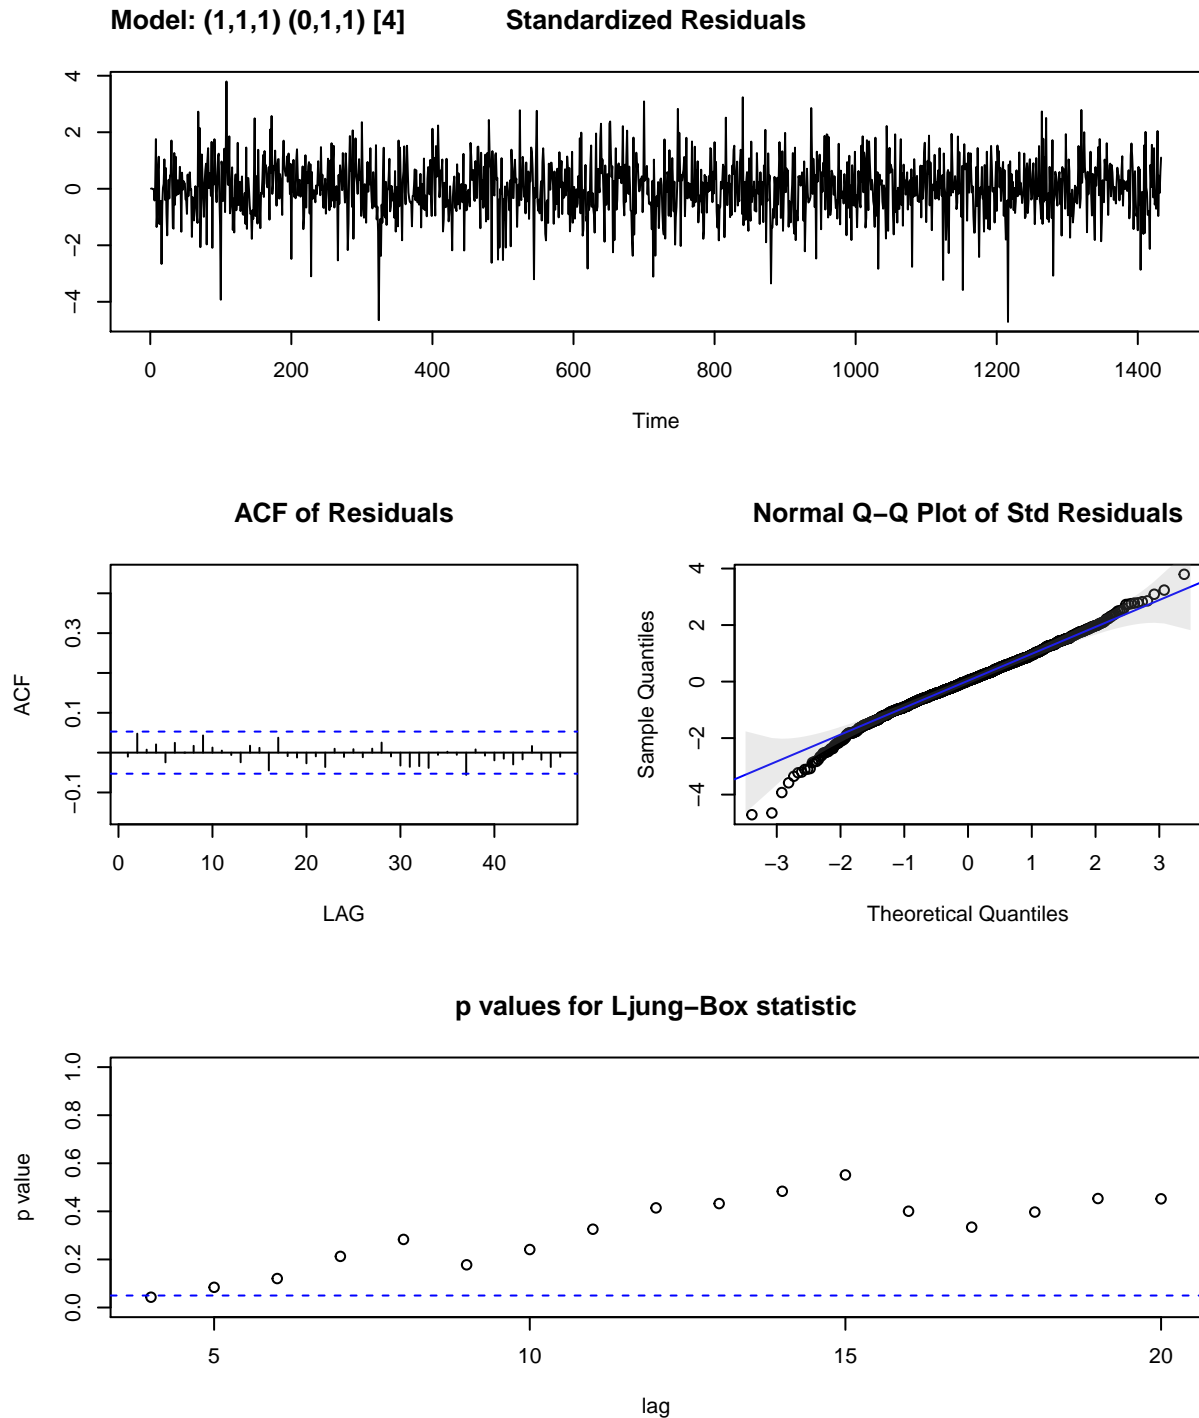 Model: (1,1,1) (0,1,1) [4] Standardized Residuals
4
2
0
−2
−4
0 200 400 600 800 1000 1200 1400
Time
ACF of Residuals
ACF
0.3
0.1
−0.1
0 10 20 30 40
LAG
Normal Q−Q Plot of Std Residuals
Sample Quantiles
4
2
0
−2
−4
−3 −2 −1 0 1 2 3
Theoretical Quantiles
p values for Ljung−Box statistic
p value
1.0
0.8
0.6
0.4
0.2
0.0
5 10 15 20
lag